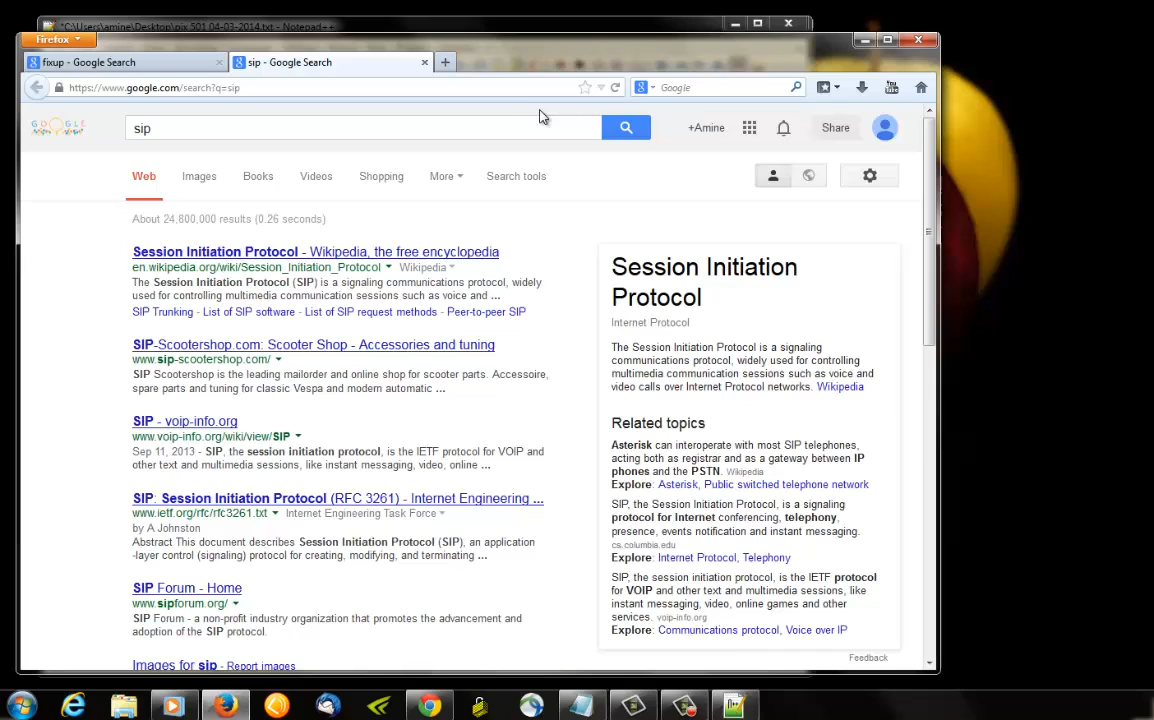 *C:\Users\amine\Desktop\pix 501 04-03-2014.txt - Notepad++
Firefox
fixup - Google Search
sip - Google Search
https://www.google.com/search?q=sip
Google
GOOGLE
sip
+Amine
Share
Web
Images
Books
Videos
Shopping
More
Search tools
About 24,800,000 results (0.26 seconds)
Session Initiation Protocol - Wikipedia, the free encyclopedia
en.wikipedia.org/wiki/Session_Initiation_Protocol Wikipedia
The Session Initiation Protocol (SIP) is a signaling communications protocol, widely
used for controlling multimedia communication sessions such as voice and ...
SIP Trunking - List of SIP software - List of SIP request methods - Peer-to-peer SIP
SIP-Scootershop.com: Scooter Shop - Accessories and tuning
www.sip-scootershop.com/
SIP Scootershop is the leading mailorder and online shop for scooter parts. Accessoire,
spare parts and tuning for classic Vespa and modern automatic ...
SIP - voip-info.org
www.voip-info.org/wiki/view/SIP
Sep 11, 2013 - SIP, the session initiation protocol, is the IETF protocol for VOIP and
other text and multimedia sessions, like instant messaging, video, online ...
SIP: Session Initiation Protocol (RFC 3261) - Internet Engineering ...
www.ietf.org/rfc/rfc3261.txt Internet Engineering Task Force
by A Johnston
Abstract This document describes Session Initiation Protocol (SIP), an application
-layer control (signaling) protocol for creating, modifying, and terminating ...
SIP Forum - Home
www.sipforum.org/
SIP Forum - a non-profit industry organization that promotes the advancement and
adoption of the SIP protocol.
Images for sip - Report images
Session Initiation
Protocol
Internet Protocol
The Session Initiation Protocol is a signaling
communications protocol, widely used for controlling
multimedia communication sessions such as voice and
video calls over Internet Protocol networks. Wikipedia
Related topics
Asterisk can interoperate with most SIP telephones,
acting both as registrar and as a gateway between IP
phones and the PSTN. Wikipedia
Explore: Asterisk, Public switched telephone network
SIP, the Session Initiation Protocol, is a signaling
protocol for Internet conferencing, telephony,
presence, events notification and instant messaging.
cs.columbia.edu
Explore: Internet Protocol, Telephony
SIP, the session initiation protocol, is the IETF protocol
for VOIP and other text and multimedia sessions, like
instant messaging, video, online games and other
services. voip-info.org
Explore: Communications protocol, Voice over IP
Feedback